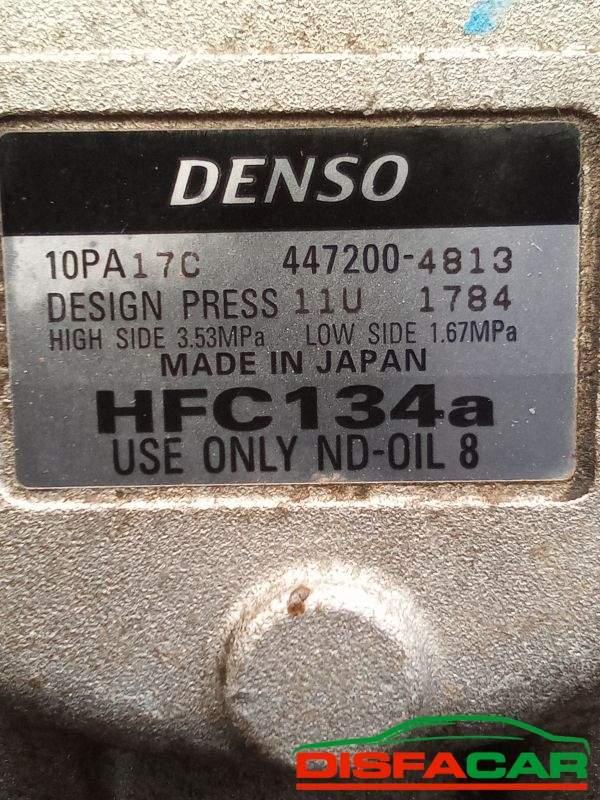 DENSO
10PA17C 447200-4813
DESIGN PRESS 11U 1784
HIGH SIDE 3.53MPa LOW SIDE 1.67MPa
MADE IN JAPAN
HFC134a
USE ONLY ND-OIL 8
DISFACAR